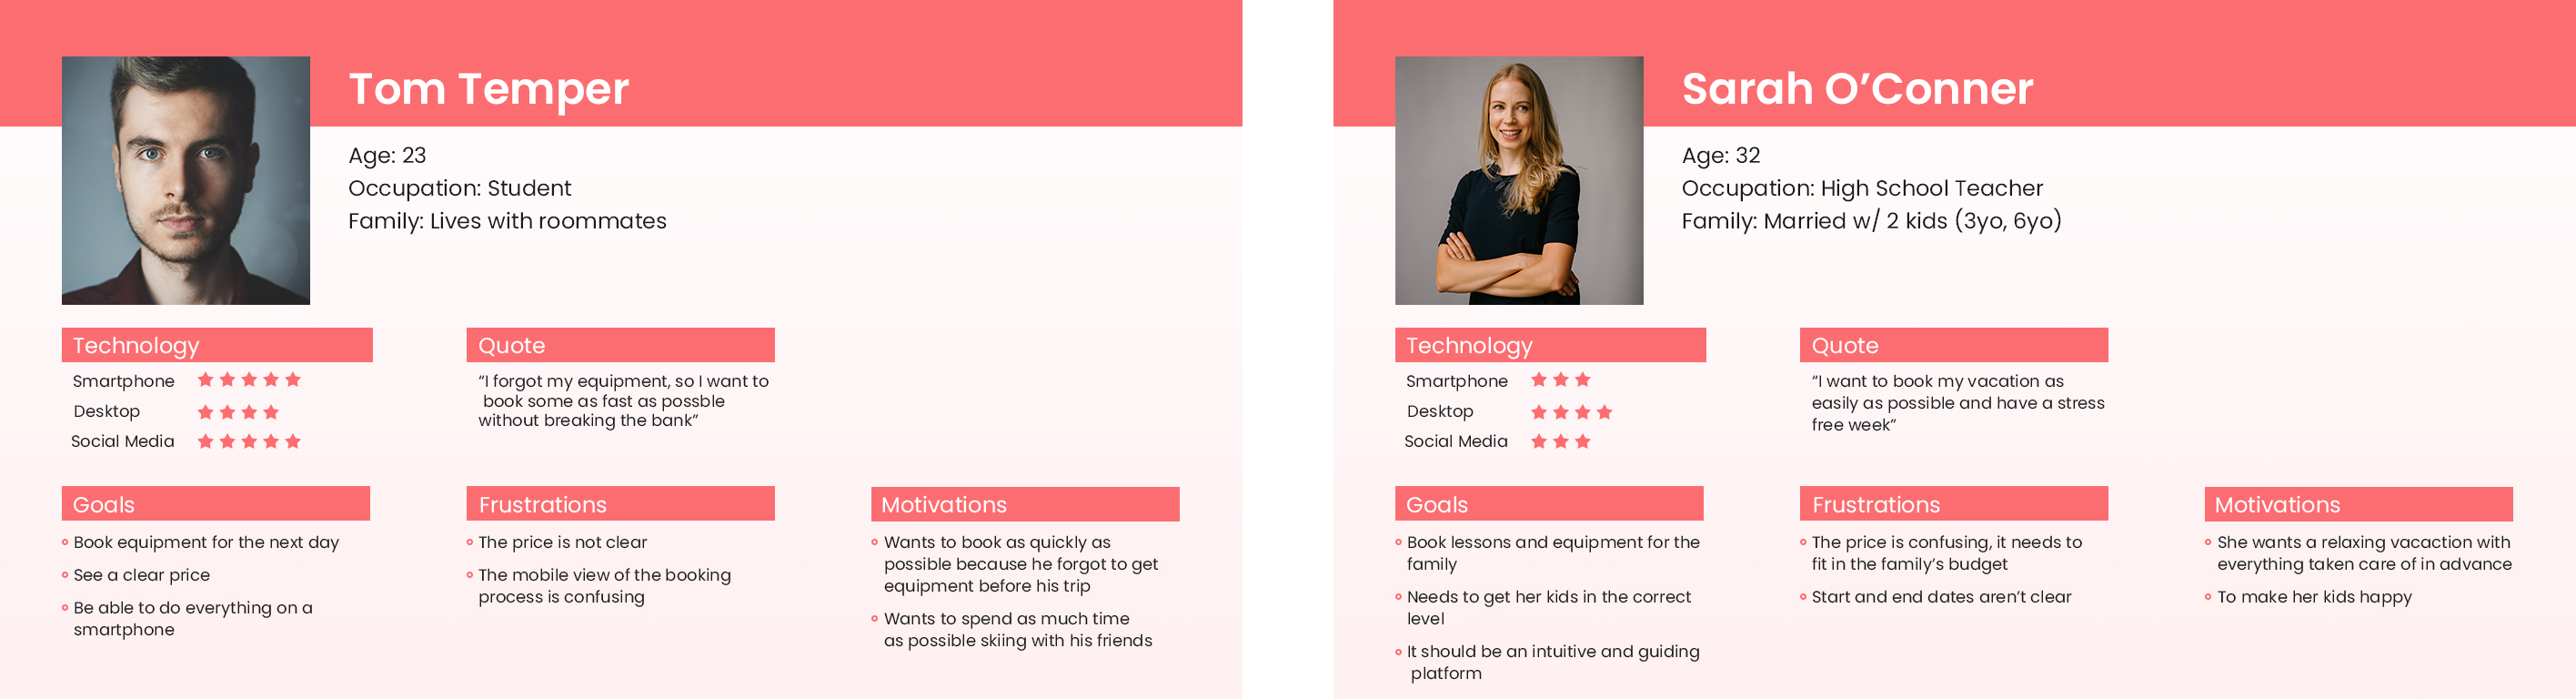 Tom Temper
Age: 23
Occupation: Student
Family: Lives with roommates
Technology
Smartphone
Desktop
Social Media
Quote
“I forgot my equipment, so I want to
book some as fast as possble
without breaking the bank”
Goals
Book equipment for the next day
See a clear price
Be able to do everything on a
smartphone
Frustrations
The price is not clear
The mobile view of the booking
process is confusing
Motivations
Wants to book as quickly as
possible because he forgot to get
equipment before his trip
Wants to spend as much time
as possible skiing with his friends
Sarah O’Conner
Age: 32
Occupation: High School Teacher
Family: Married w/ 2 kids (3yo, 6yo)
Technology
Smartphone
Desktop
Social Media
Quote
“I want to book my vacation as
easily as possible and have a stress
free week”
Goals
Book lessons and equipment for the
family
Needs to get her kids in the correct
level
It should be an intuitive and guiding
platform
Frustrations
The price is confusing, it needs to
fit in the family’s budget
Start and end dates aren’t clear
Motivations
She wants a relaxing vacaction with
everything taken care of in advance
To make her kids happy